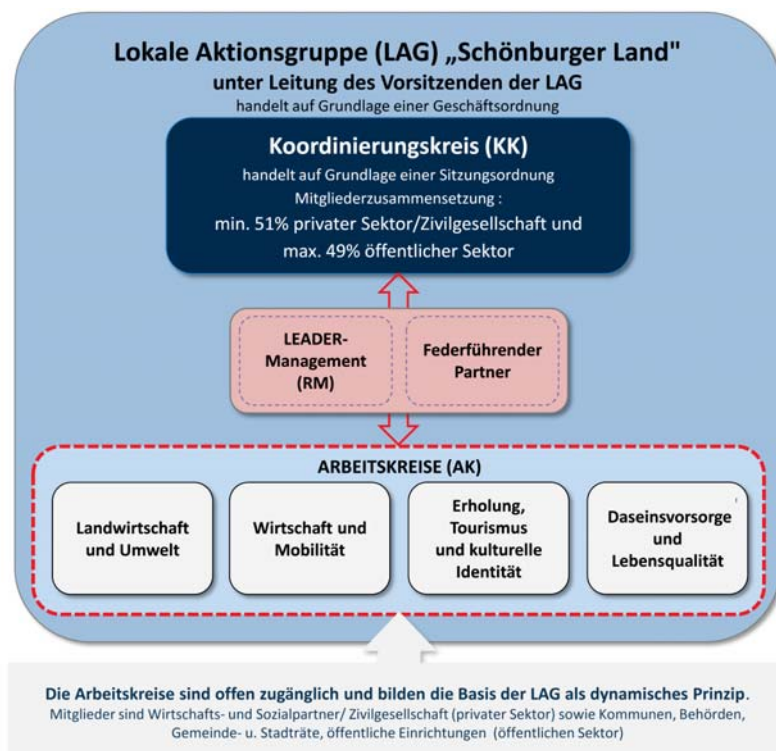 Lokale Aktionsgruppe (LAG) „Schönburger Land"
unter Leitung des Vorsitzenden der LAG
handelt auf Grundlage einer Geschäftsordnung
Koordinierungskreis (KK)
handelt auf Grundlage einer Sitzungsordnung
Mitgliederzusammensetzung :
min. 51% privater Sektor/Zivilgesellschaft und
max. 49% öffentlicher Sektor
LEADER-
Management
(RM)
Federführender
Partner
ARBEITSKREISE (AK)
Landwirtschaft
und Umwelt
Wirtschaft und
Mobilität
Erholung,
Tourismus
und kulturelle
Identität
Daseinsvorsorge
und
Lebensqualität
Die Arbeitskreise sind offen zugänglich und bilden die Basis der LAG als dynamisches Prinzip.
Mitglieder sind Wirtschafts- und Sozialpartner/ Zivilgesellschaft (privater Sektor) sowie Kommunen, Behörden,
Gemeinde- u. Stadträte, öffentliche Einrichtungen (öffentlichen Sektor)